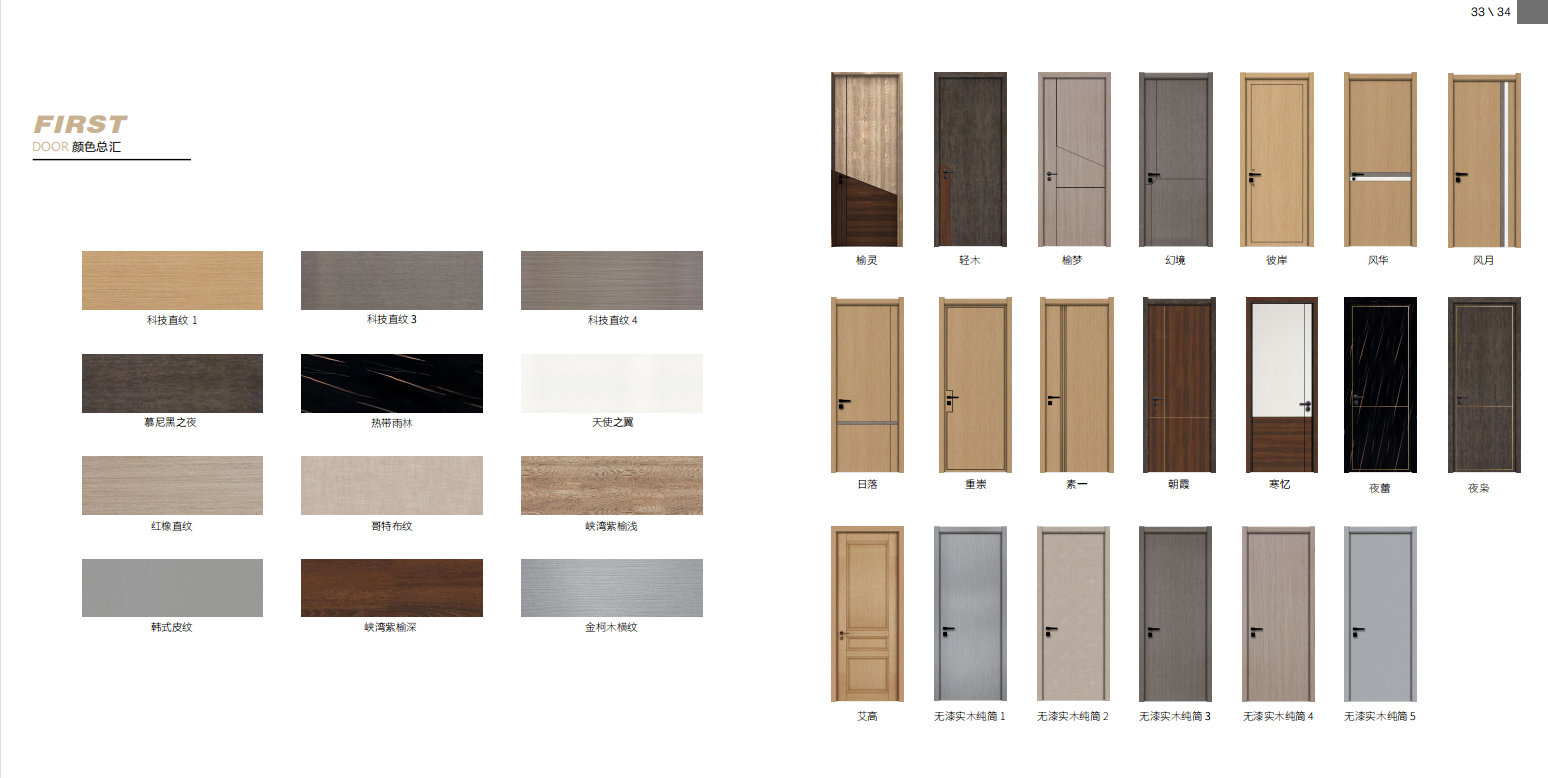 33 \ 34
FIRST
DOOR 颜色总汇
科技直纹 1
科技直纹 3
科技直纹 4
慕尼黑之夜
热带雨林
天使之翼
红橡直纹
哥特布纹
峡湾紫榆浅
韩式皮纹
峡湾紫榆深
金柯木横纹
榆灵
轻木
榆梦
幻境
彼岸
风华
风月
日落
重崇
素一
朝霞
寒忆
夜蕾
夜枭
艾高
无漆实木纯简 1
无漆实木纯简 2
无漆实木纯简 3
无漆实木纯简 4
无漆实木纯简 5